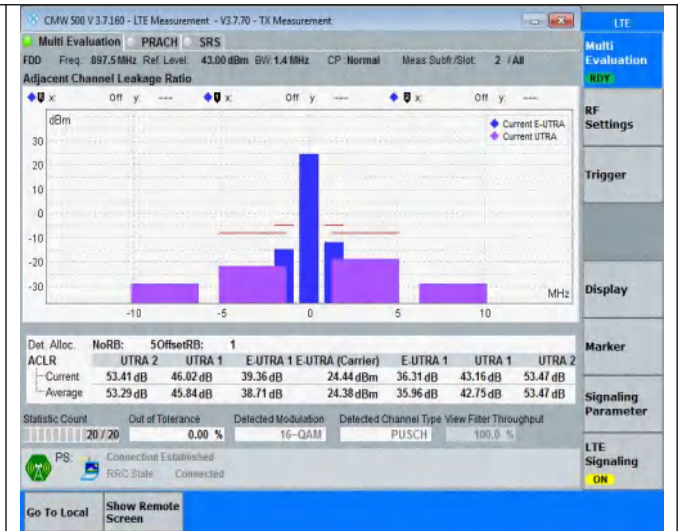 CMW 500 V 3.7.160 - LTE Measurement - V3.7.70 - TX Measurement
LTE
Multi Evaluation PRACH SRS
Multi Evaluation
RDY
FDD Freq: 897.5 MHz Ref. Level: 43.00 dBm BW: 1.4 MHz CP: Normal Meas Subfr./Slot: 2 / All
Adjacent Channel Leakage Ratio
x: Off y: --- x: Off y: --- x: Off y: ---
dBm
Current E-UTRA
Current UTRA
30
20
10
0
-10
-20
-30
-10 -5 0 5 10
MHz
RF Settings
Trigger
Display
Marker
Signaling Parameter
LTE Signaling
ON
Det. Alloc. NoRB: 5 OffsetRB: 1
ACLR UTRA 2 UTRA 1 E-UTRA 1 E-UTRA (Carrier) E-UTRA 1 UTRA 1 UTRA 2
Current 53.41 dB 46.02 dB 39.36 dB 24.44 dBm 36.31 dB 43.16 dB 53.47 dB
Average 53.29 dB 45.84 dB 38.71 dB 24.38 dBm 35.96 dB 42.75 dB 53.47 dB
Statistic Count Out of Tolerance Detected Modulation Detected Channel Type View Filter Throughput
20 / 20 0.00 % 16-QAM PUSCH 100.0 %
PS: Connection Established
RRC State Connected
Go To Local
Show Remote Screen